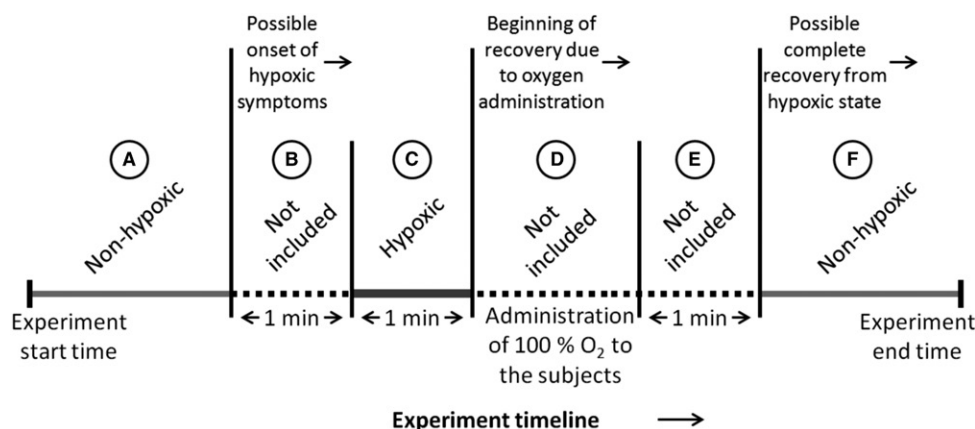 Possible
onset of
hypoxic →
symptoms
Beginning of
recovery due
to oxygen →
administration
Possible
complete
recovery from →
hypoxic state
A
B
C
D
E
F
Non-hypoxic
Not
included
Hypoxic
Not
included
Not
included
Non-hypoxic
Experiment
start time
← 1 min →
← 1 min →
Administration
of 100 % O₂ to
the subjects
← 1 min →
Experiment
end time
Experiment timeline →